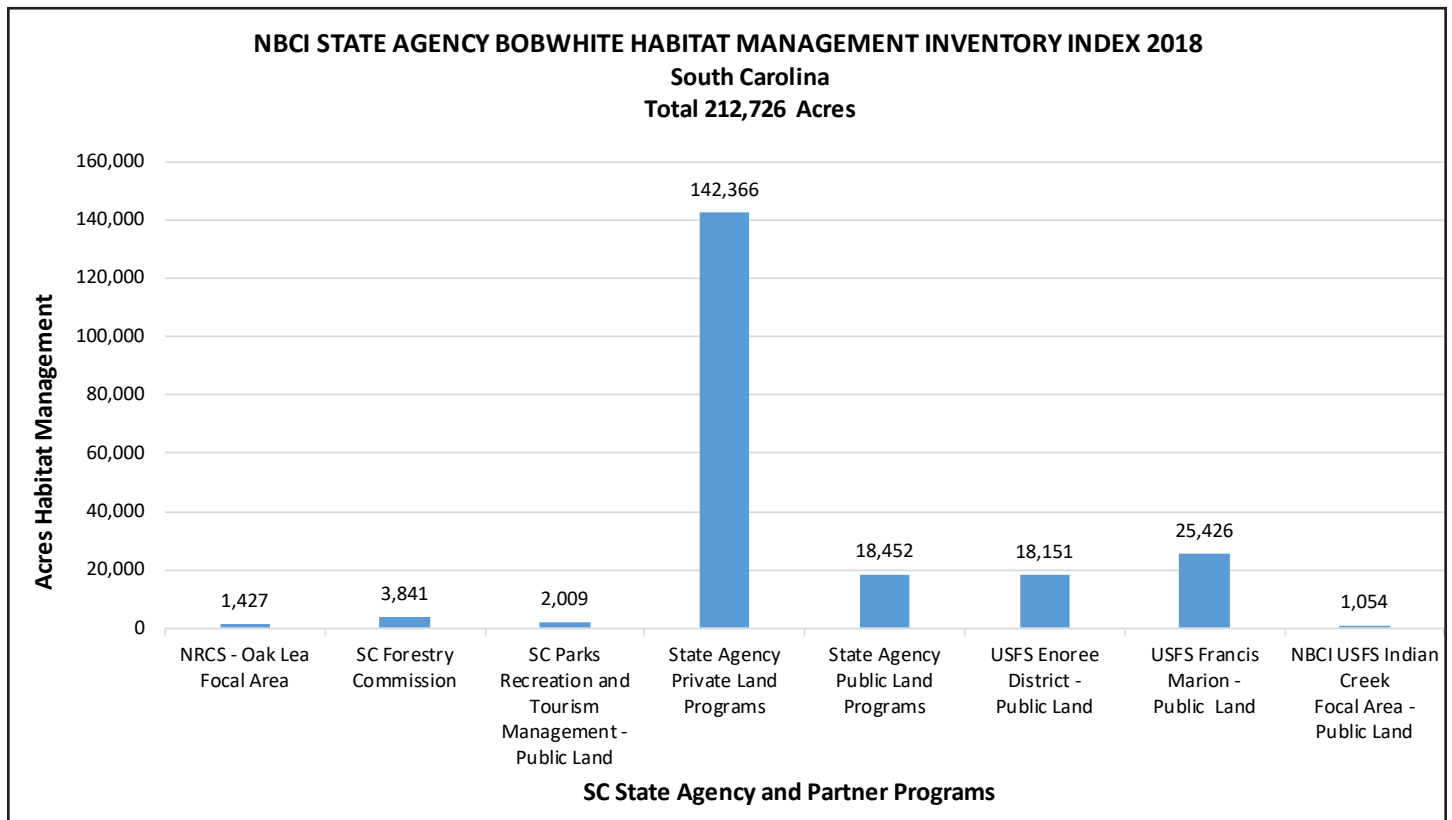 NBCI STATE AGENCY BOBWHITE HABITAT MANAGEMENT INVENTORY INDEX 2018
South Carolina
Total 212,726 Acres
Acres Habitat Management
160,000
140,000
120,000
100,000
80,000
60,000
40,000
20,000
0
1,427
3,841
2,009
142,366
18,452
18,151
25,426
1,054
NRCS - Oak Lea
Focal Area
SC Forestry
Commission
SC Parks
Recreation and
Tourism
Management -
Public Land
State Agency
Private Land
Programs
State Agency
Public Land
Programs
USFS Enoree
District -
Public Land
USFS Francis
Marion -
Public Land
NBCI USFS Indian
Creek
Focal Area -
Public Land
SC State Agency and Partner Programs